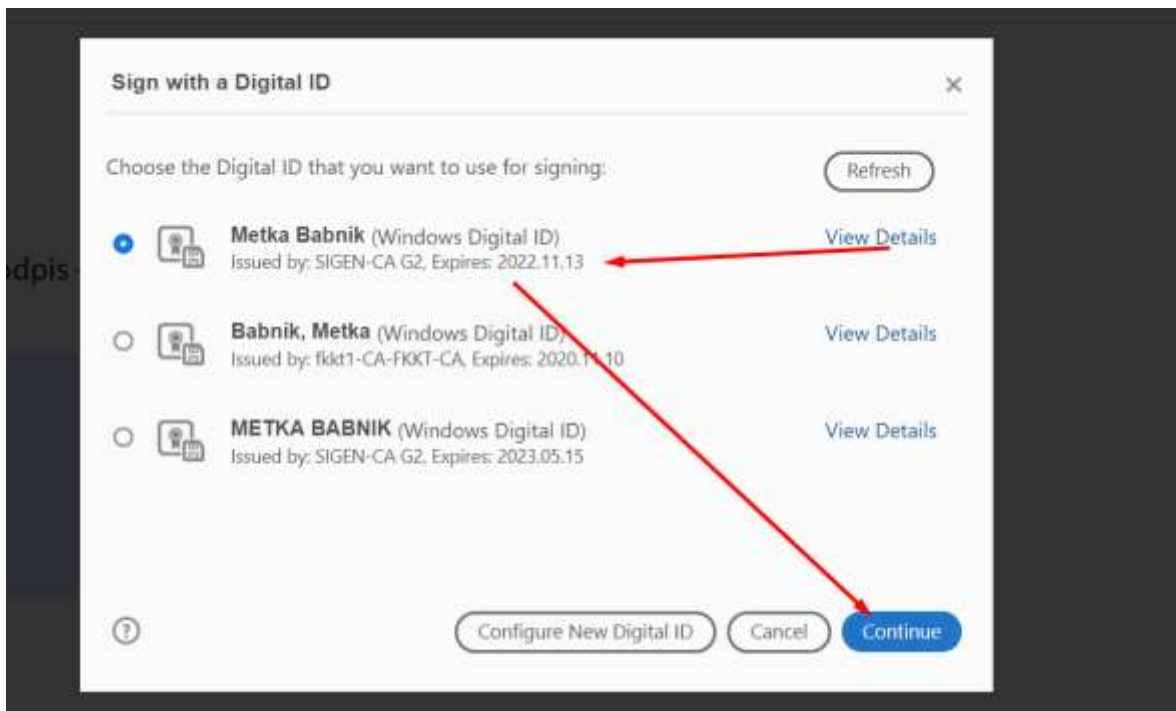 Sign with a Digital ID
Choose the Digital ID that you want to use for signing:
Refresh
Metka Babnik (Windows Digital ID)
View Details
Issued by: SIGEN-CA G2, Expires: 2022.11.13
dpis
Babnik, Metka (Windows Digital ID)
View Details
Issued by: fkkt1-CA-FKKT-CA, Expires: 2020.11.10
METKA BABNIK (Windows Digital ID)
View Details
Issued by: SIGEN-CA G2, Expires: 2023.05.15
?
Configure New Digital ID
Cancel
Continue